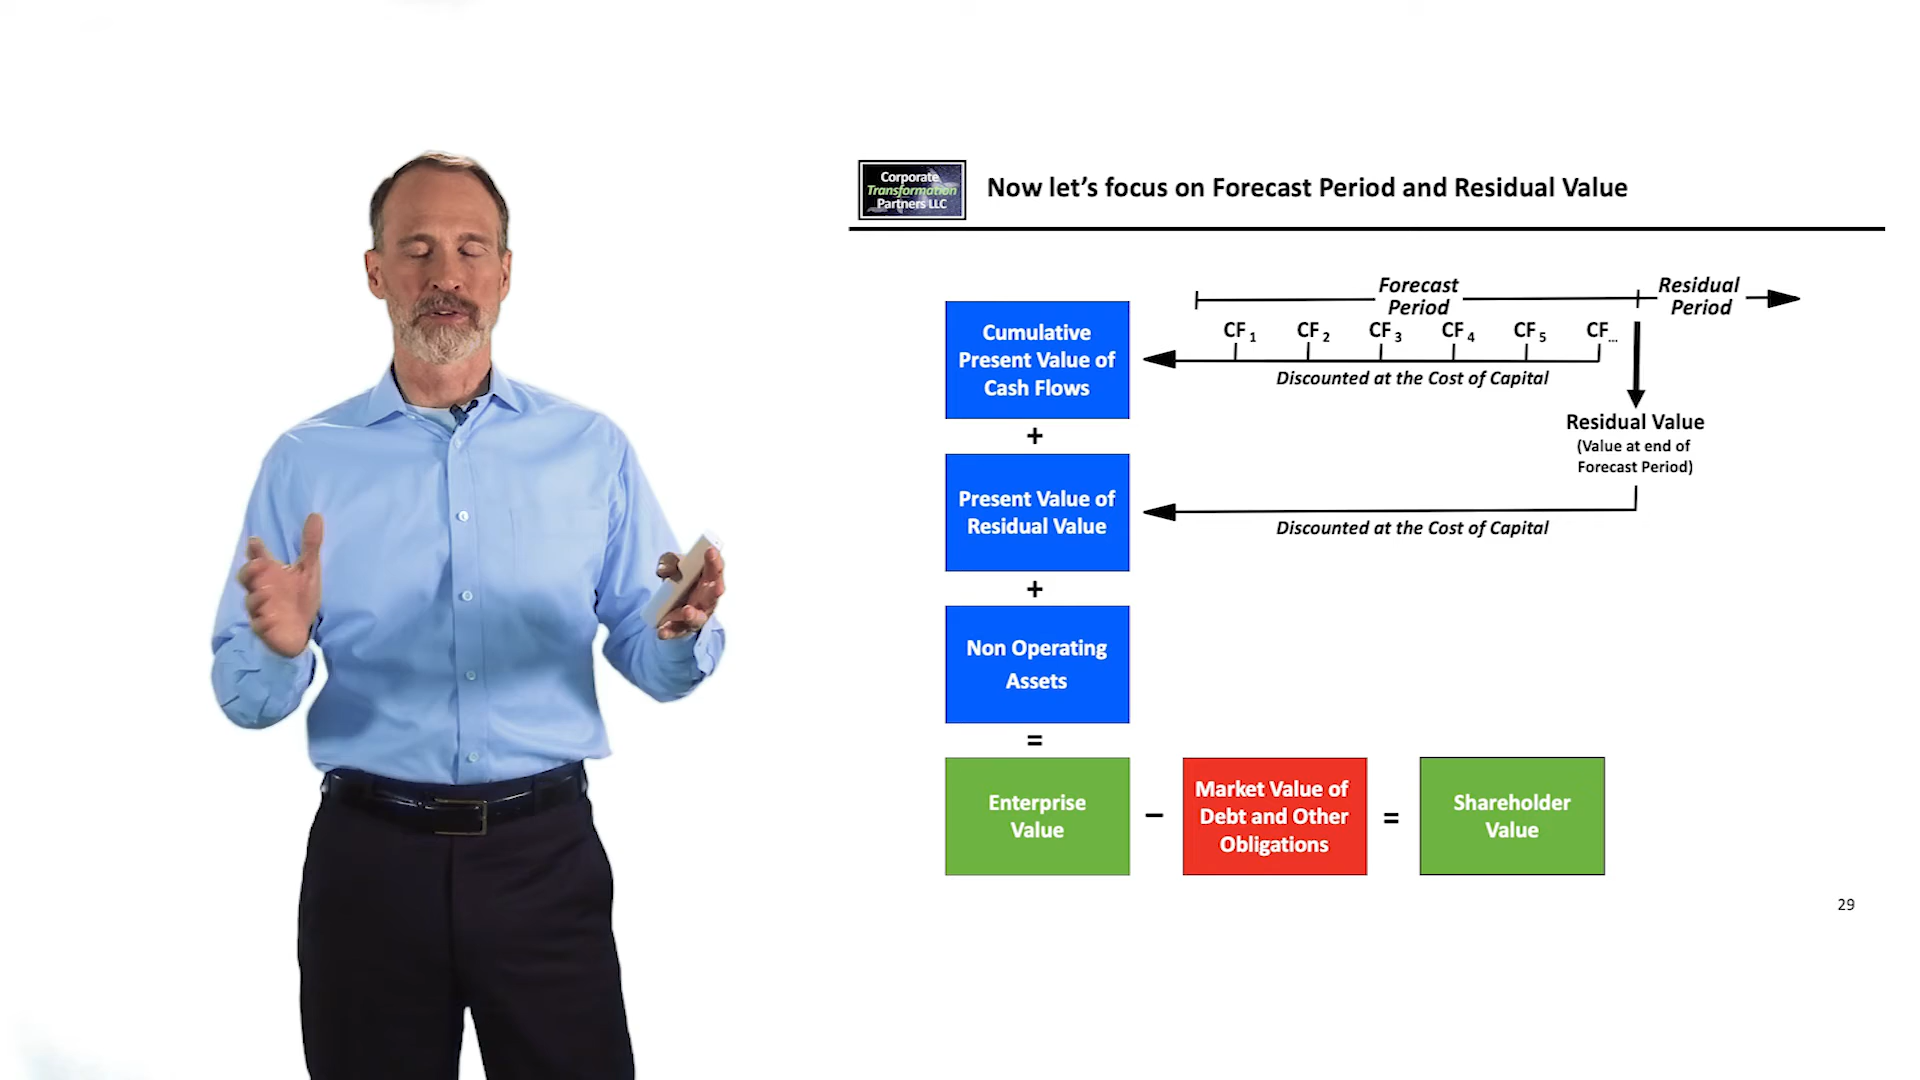 Corporate
Transformation
Partners LLC
Now let's focus on Forecast Period and Residual Value
Forecast
Period
Residual
Period
CF 1 CF 2 CF 3 CF 4 CF 5 CF ...
Discounted at the Cost of Capital
Cumulative
Present Value of
Cash Flows
+
Residual Value
(Value at end of
Forecast Period)
Present Value of
Residual Value
Discounted at the Cost of Capital
+
Non Operating
Assets
=
Enterprise
Value
–
Market Value of
Debt and Other
Obligations
=
Shareholder
Value
29